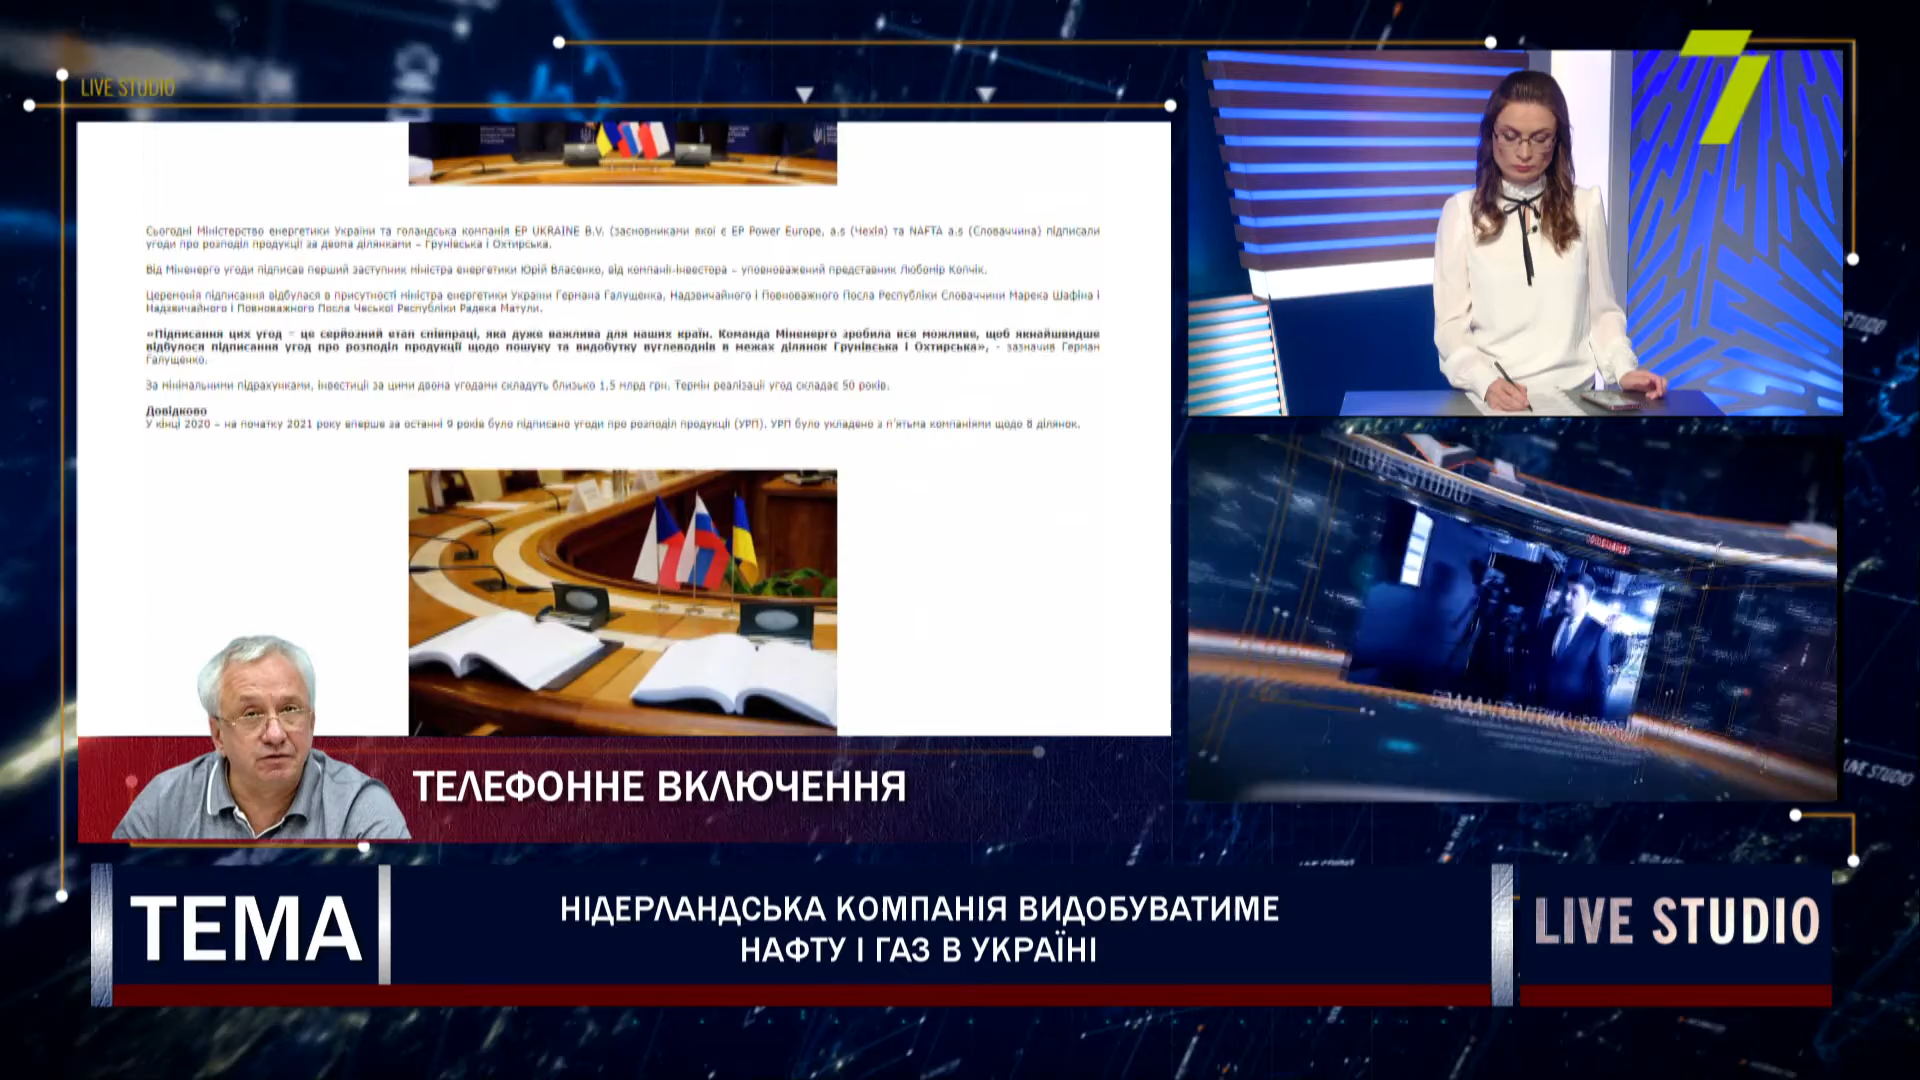 LIVE STUDIO
7
Сьогодні Міністерство енергетики України та голандська компанія EP UKRAINE B.V. (засновниками якої є EP Power Europe, a.s (Чехія) та NAFTA a.s (Словаччина) підписали
угоди про розподіл продукції за двома ділянками – Грунівська і Охтирська.
Від Міненерго угоди підписав перший заступник міністра енергетики Юрій Власенко, від компанії-інвестора – уповноважений представник Любомір Копчік.
Церемонія підписання відбулася в присутності міністра енергетики України Германа Галущенка, Надзвичайного і Повноважного Посла Республіки Словаччини Марека Шафіна і
Надзвичайного і Повноважного Посла Чеської Республіки Радека Матули.
«Підписання цих угод – це серйозний етап співпраці, яка дуже важлива для наших країн. Команда Міненерго зробила все можливе, щоб якнайшвидше
відбулося підписання угод про розподіл продукції щодо пошуку та видобутку вуглеводнів в межах ділянок Грунівська і Охтирська», - зазначив Герман
Галущенко.
За мінімальними підрахунками, інвестиції за цими двома угодами складуть близько 1,5 млрд грн. Термін реалізації угод складає 50 років.
Довідково
У кінці 2020 – на початку 2021 року вперше за останні 9 років було підписано угоди про розподіл продукції (УРП). УРП було укладено з п'ятьма компаніями щодо 8 ділянок.
ТЕЛЕФОННЕ ВКЛЮЧЕННЯ
ТЕМА
НІДЕРЛАНДСЬКА КОМПАНІЯ ВИДОБУВАТИМЕ
НАФТУ І ГАЗ В УКРАЇНІ
LIVE STUDIO